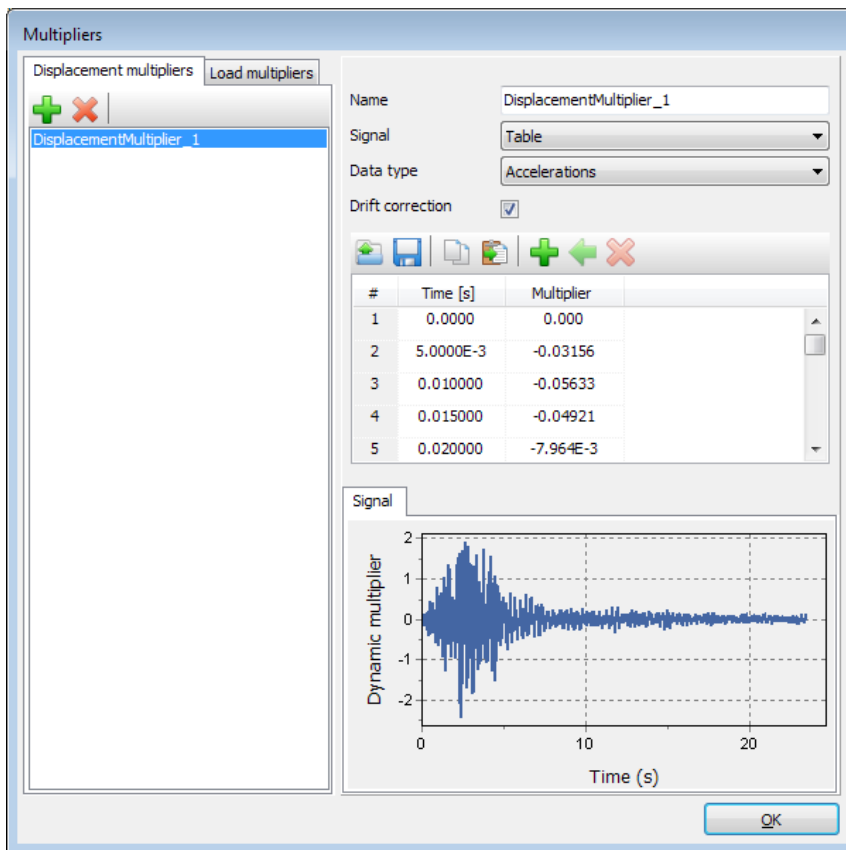 Multipliers
Displacement multipliers Load multipliers
DisplacementMultiplier_1
Name DisplacementMultiplier_1
Signal Table
Data type Accelerations
Drift correction
# Time [s] Multiplier
1 0.0000 0.000
2 5.0000E-3 -0.03156
3 0.010000 -0.05633
4 0.015000 -0.04921
5 0.020000 -7.964E-3
Signal
Dynamic multiplier
2
1
0
-1
-2
0 10 20
Time (s)
OK